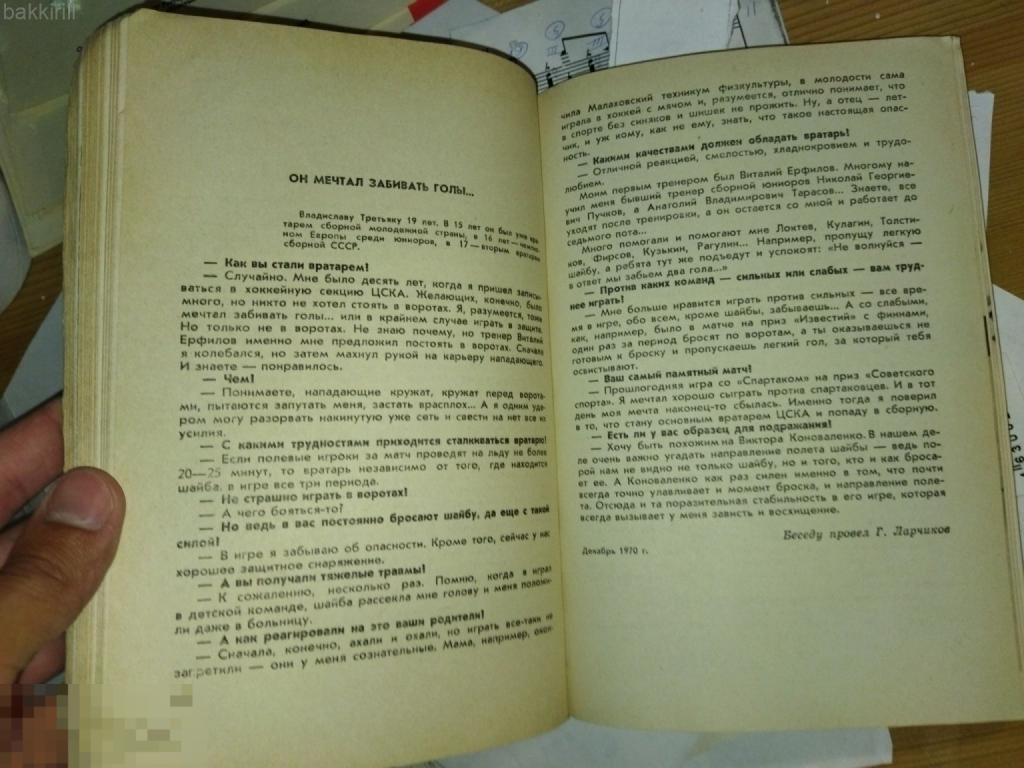 bakkirill
ОН МЕЧТАЛ ЗАБИВАТЬ ГОЛЫ...
Владиславу Третьяку 19 лет. В 15 лет он был уже вра-
тарем сборной молодежной страны, в 16 лет — чемпио-
ном Европы среди юниоров, в 17 — вторым вратарем
сборной СССР.
— Как вы стали вратарем!
— Случайно. Мне было десять лет, когда я пришел записы-
ваться в хоккейную секцию ЦСКА. Желающих, конечно, было
много, но никто не хотел стоять в воротах. Я, разумеется, тоже
мечтал забивать голы... или в крайнем случае играть в защите.
Но только не в воротах. Не знаю почему, но тренер Виталий
Ерфилов именно мне предложил постоять в воротах. Сначала
я колебался, но затем махнул рукой на карьеру нападающего.
И знаете — понравилось.
— Чем!
— Понимаете, нападающие кружат, кружат перед ворота-
ми, пытаются запутать меня, застать врасплох... А я одним уда-
ром могу разорвать накинутую уже сеть и свести на нет все их
усилия.
— С какими трудностями приходится сталкиваться вратарю!
— Если полевые игроки за матч проводят на льду не более
20—25 минут, то вратарь независимо от того, где находится
шайба, в игре все три периода.
— Не страшно играть в воротах!
— А чего бояться-то?
— Но ведь в вас постоянно бросают шайбу, да еще с такой
силой!
— В игре я забываю об опасности. Кроме того, сейчас у нас
хорошее защитное снаряжение.
— А вы получали тяжелые травмы!
— К сожалению, несколько раз. Помню, когда я играл
в детской команде, шайба рассекла мне голову и меня положи-
ли даже в больницу.
— А как реагировали на это ваши родители!
— Сначала, конечно, ахали и охали, но играть все-таки не
запретили — они у меня сознательные. Мама, например, окон-
чила Малаховский техникум физкультуры, в молодости сама
играла в хоккей с мячом и, разумеется, отлично понимает, что
в спорте без синяков и шишек не прожить. Ну, а отец — лет-
чик, и уж кому, как не ему, знать, что такое настоящая опас-
ность.
— Какими качествами должен обладать вратарь!
— Отличной реакцией, смелостью, хладнокровием и трудо-
любием.
Моим первым тренером был Виталий Ерфилов. Многому на-
учил меня бывший тренер сборной юниоров Николай Георгие-
вич Пучков, а Анатолий Владимирович Тарасов... Знаете, все
уходят после тренировки, а он остается со мной и работает до
седьмого пота...
Много помогали и помогают мне Локтев, Кулагин, Толсти-
ков, Фирсов, Кузькин, Рагулин... Например, пропущу легкую
шайбу, а ребята тут же подъедут и успокоят: «Не волнуйся —
в ответ мы забьем два гола...»
— Против каких команд — сильных или слабых — вам труд-
нее играть!
— Мне больше нравится играть против сильных — все вре-
мя в игре, обо всем, кроме шайбы, забываешь... А со слабыми,
как, например, было в матче на приз «Известий» с финнами,
один раз за период бросят по воротам, а ты оказываешься не
готовым к броску и пропускаешь легкий гол, за который тебя
освистывают.
— Ваш самый памятный матч!
— Прошлогодняя игра со «Спартаком» на приз «Советского
спорта». Я мечтал хорошо сыграть против спартаковцев. И в тот
день моя мечта наконец-то сбылась. Именно тогда я поверил
в то, что стану основным вратарем ЦСКА и попаду в сборную.
— Есть ли у вас образец для подражания!
— Хочу быть похожим на Виктора Коноваленко. В нашем де-
ле очень важно угадать направление полета шайбы — ведь по-
рой нам не видно не только шайбу, но и того, кто и как броса-
ет ее. А Коноваленко как раз силен именно в том, что почти
всегда точно улавливает и момент броска, и направление поле-
та. Отсюда и та поразительная стабильность в его игре, которая
всегда вызывает у меня зависть и восхищение.
Беседу провел Г. Ларчиков
Декабрь 1970 г.